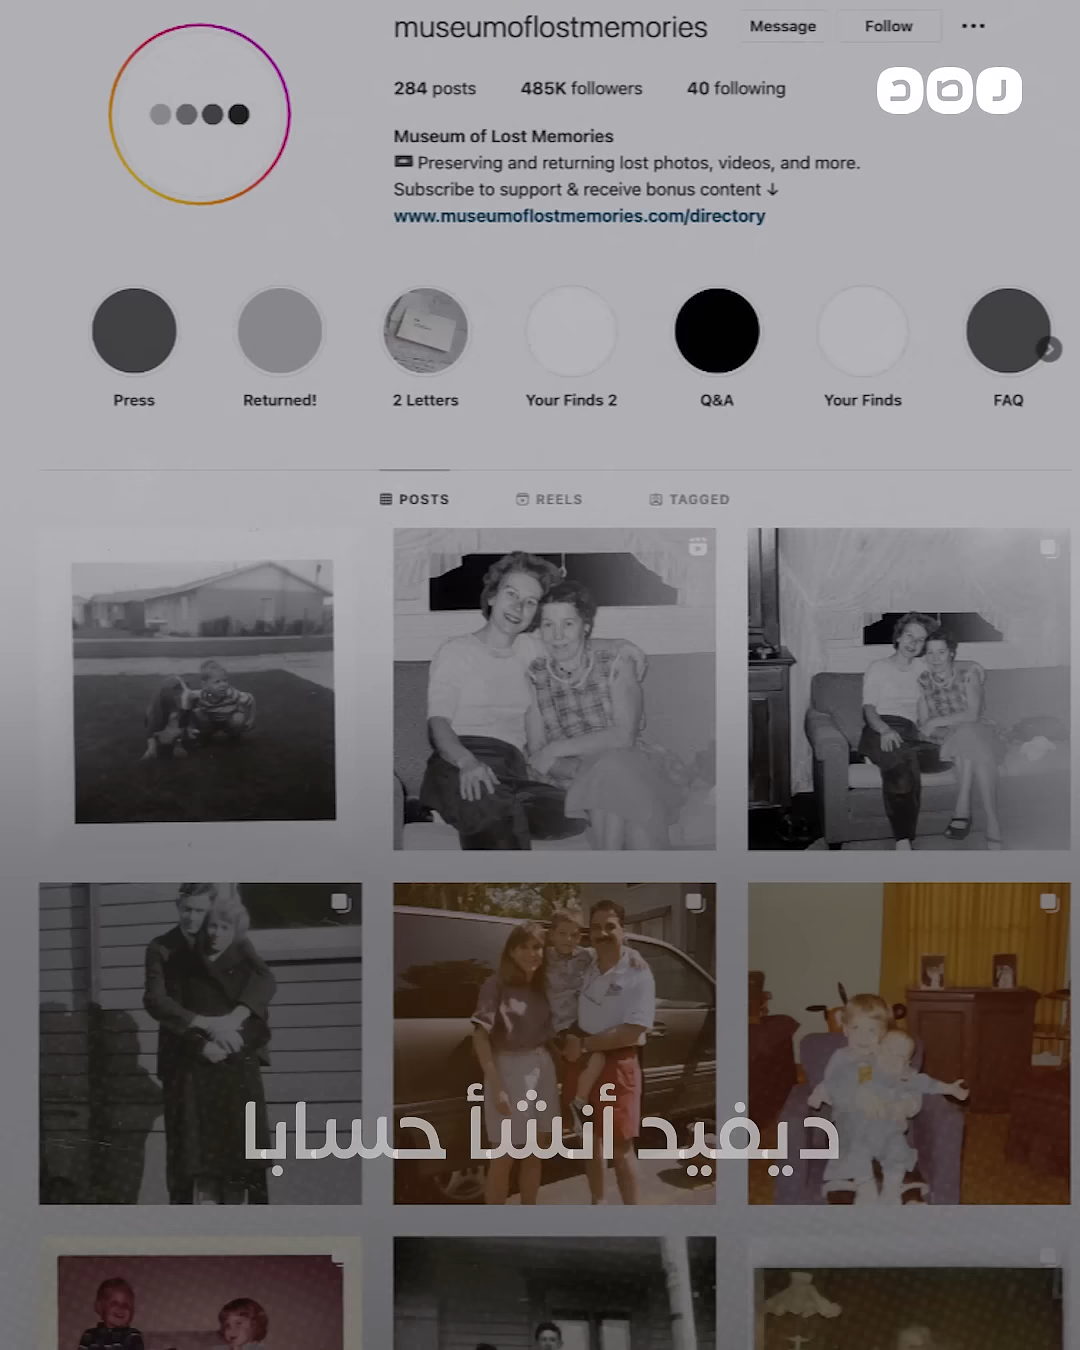 museumoflostmemories
Message
Follow
284 posts
485K followers
40 following
Museum of Lost Memories
Preserving and returning lost photos, videos, and more.
Subscribe to support & receive bonus content ↓
www.museumoflostmemories.com/directory
Press
Returned!
2 Letters
Your Finds 2
Q&A
Your Finds
FAQ
POSTS
REELS
TAGGED
ديفيد أنشأ حسابا